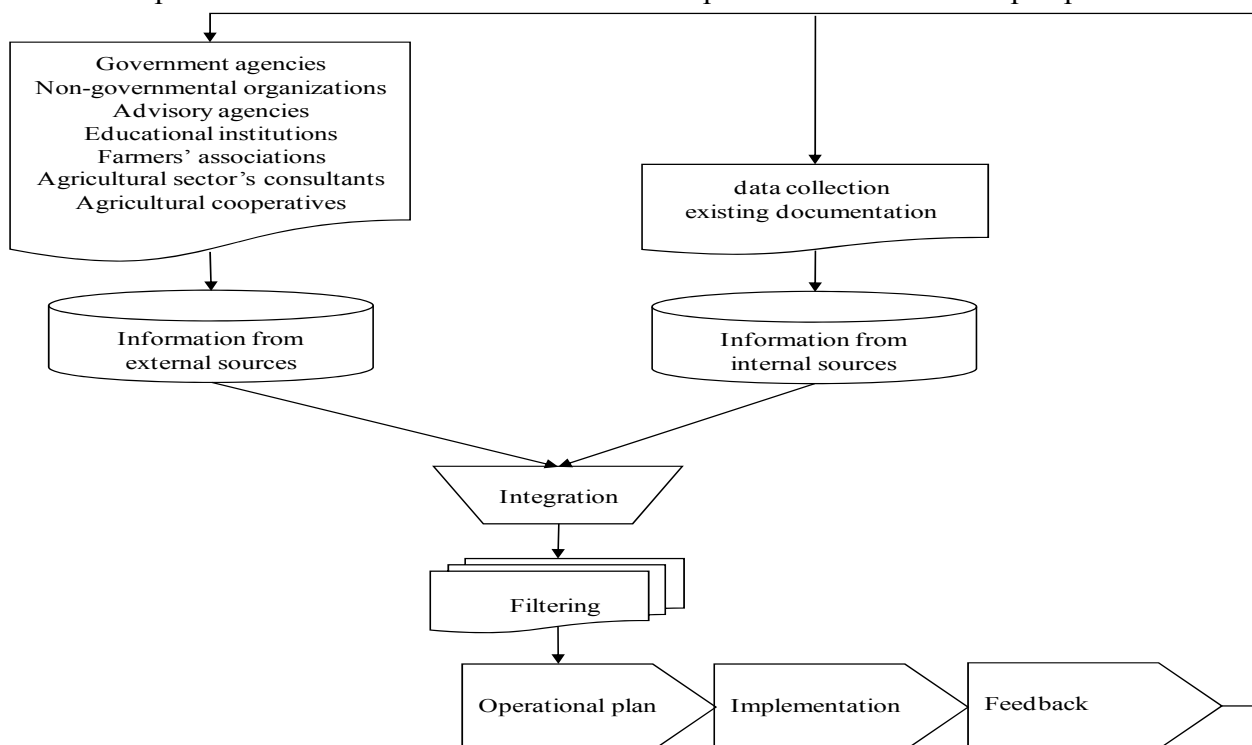 Government agencies
Non-governmental organizations
Advisory agencies
Educational institutions
Farmers’ associations
Agricultural sector’s consultants
Agricultural cooperatives
data collection
existing documentation
Information from
external sources
Information from
internal sources
Integration
Filtering
Operational plan
Implementation
Feedback